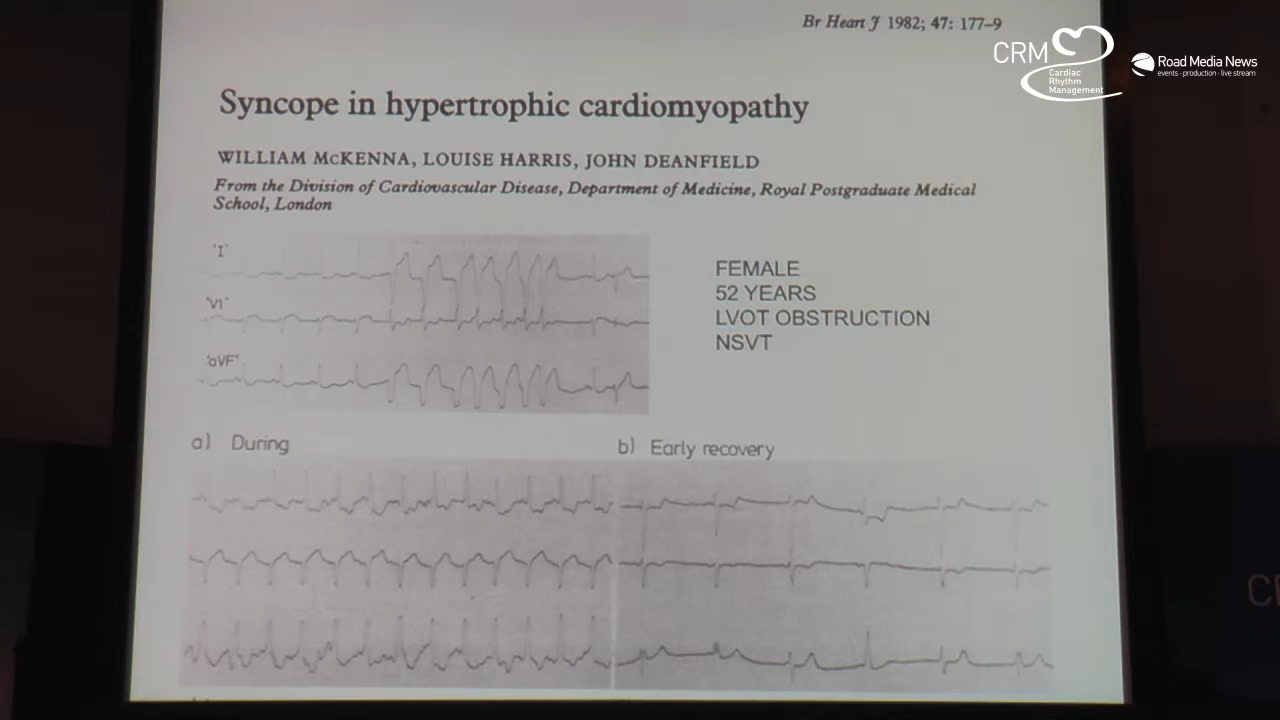 Br Heart J 1982; 47: 177–9
CRM
Cardiac
Rhythm
Management
Road Media News
events · production · live stream
Syncope in hypertrophic cardiomyopathy
WILLIAM McKENNA, LOUISE HARRIS, JOHN DEANFIELD
From the Division of Cardiovascular Disease, Department of Medicine, Royal Postgraduate Medical
School, London
'I'
'V1'
'aVF'
FEMALE
52 YEARS
LVOT OBSTRUCTION
NSVT
a) During
b) Early recovery